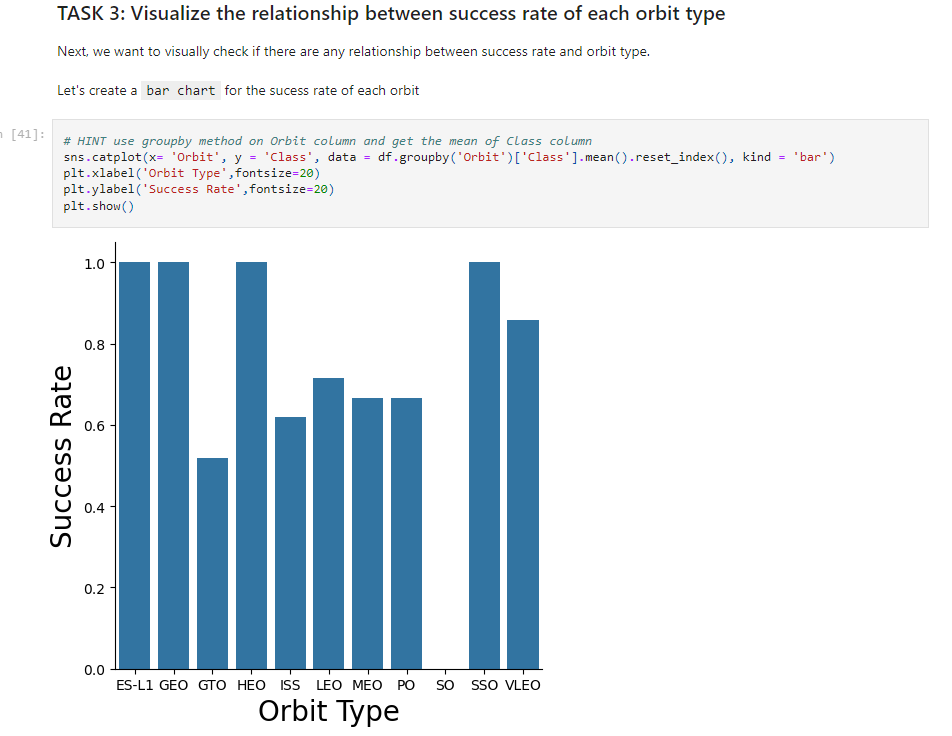 TASK 3: Visualize the relationship between success rate of each orbit type
Next, we want to visually check if there are any relationship between success rate and orbit type.
Let's create a bar chart for the sucess rate of each orbit
[41]:
# HINT use groupby method on Orbit column and get the mean of Class column
sns.catplot(x= 'Orbit', y = 'Class', data = df.groupby('Orbit')['Class'].mean().reset_index(), kind = 'bar')
plt.xlabel('Orbit Type',fontsize=20)
plt.ylabel('Success Rate',fontsize=20)
plt.show()
Success Rate
1.0
0.8
0.6
0.4
0.2
0.0
ES-L1 GEO GTO HEO ISS LEO MEO PO SO SSO VLEO
Orbit Type